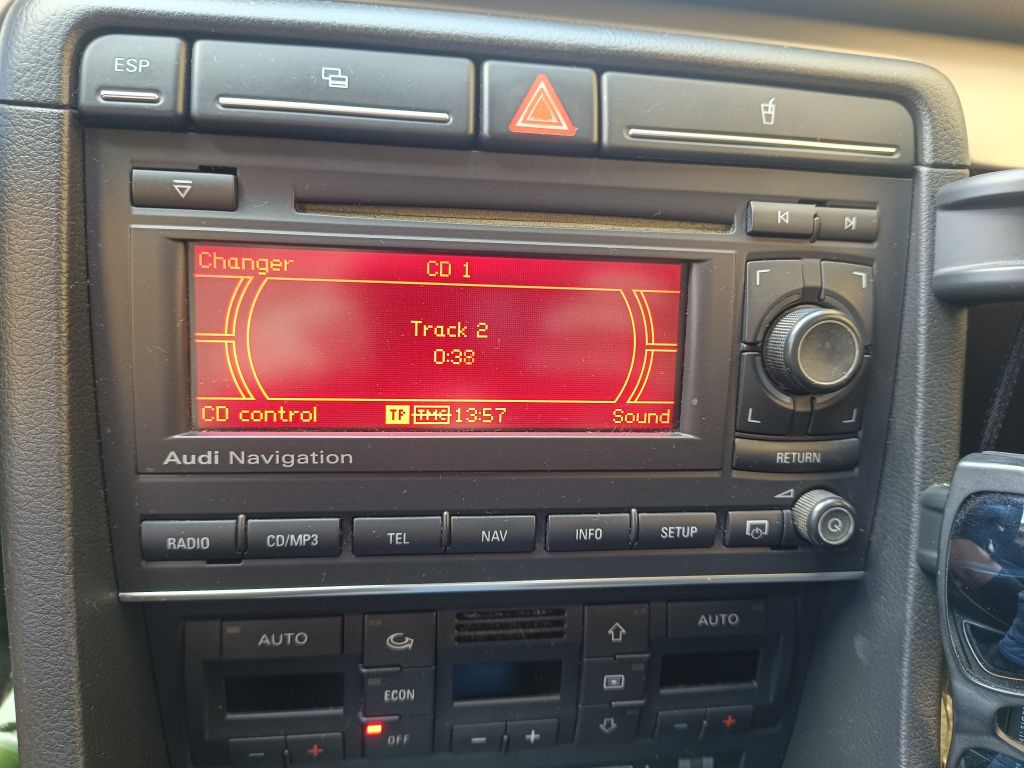 ESP
Changer
CD 1
Track 2
0:38
CD control
TP TMC 13:57
Sound
Audi Navigation
RETURN
RADIO
CD/MP3
TEL
NAV
INFO
SETUP
AUTO
AUTO
ECON
OFF